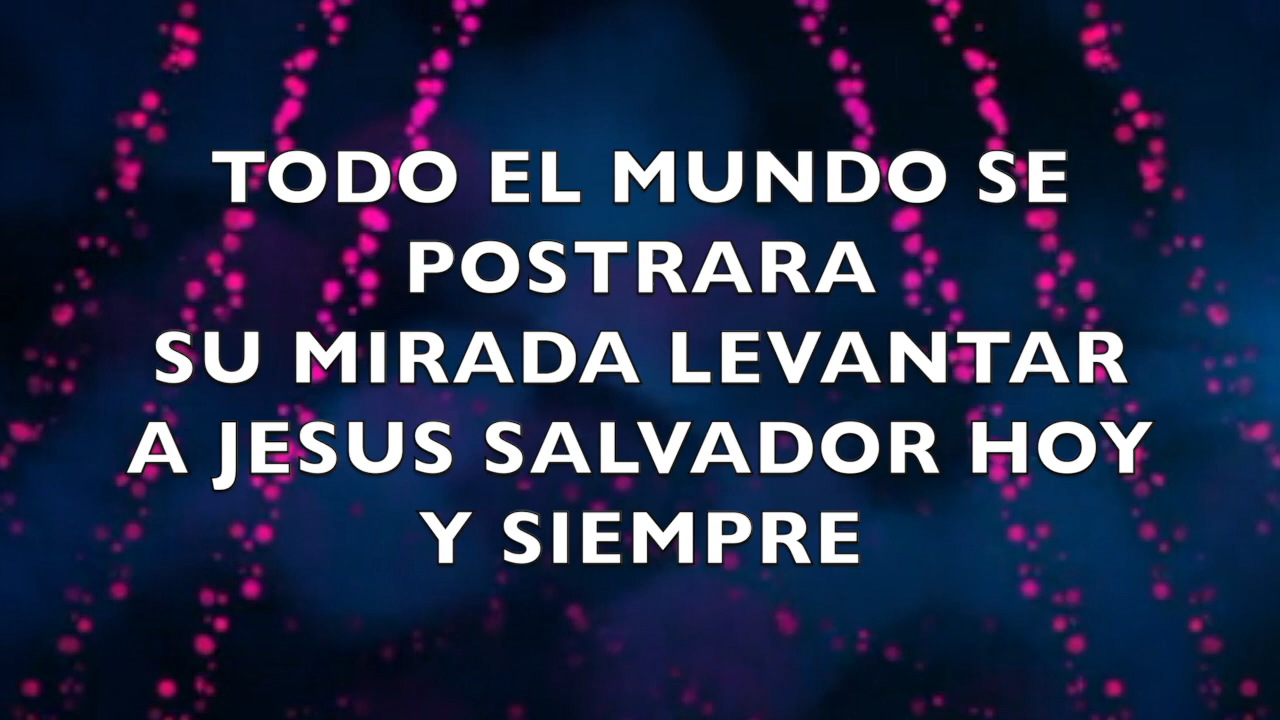 TODO EL MUNDO SE
POSTRARA
SU MIRADA LEVANTAR
A JESUS SALVADOR HOY
Y SIEMPRE